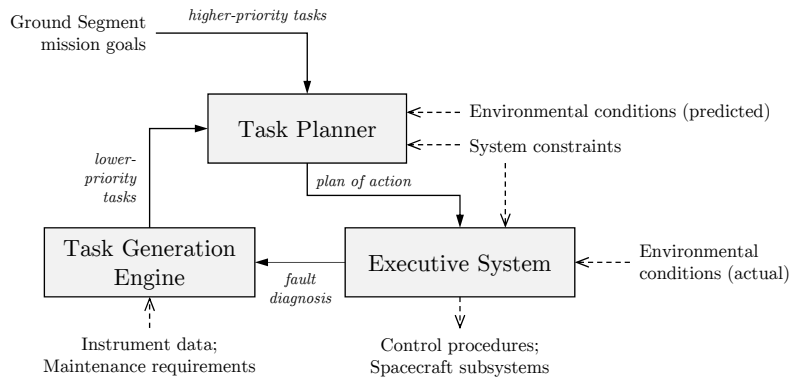 Ground Segment
mission goals
higher-priority tasks
Task Planner
Environmental conditions (predicted)
System constraints
lower-
priority
tasks
plan of action
Task Generation
Engine
fault
diagnosis
Executive System
Environmental
conditions (actual)
Instrument data;
Maintenance requirements
Control procedures;
Spacecraft subsystems